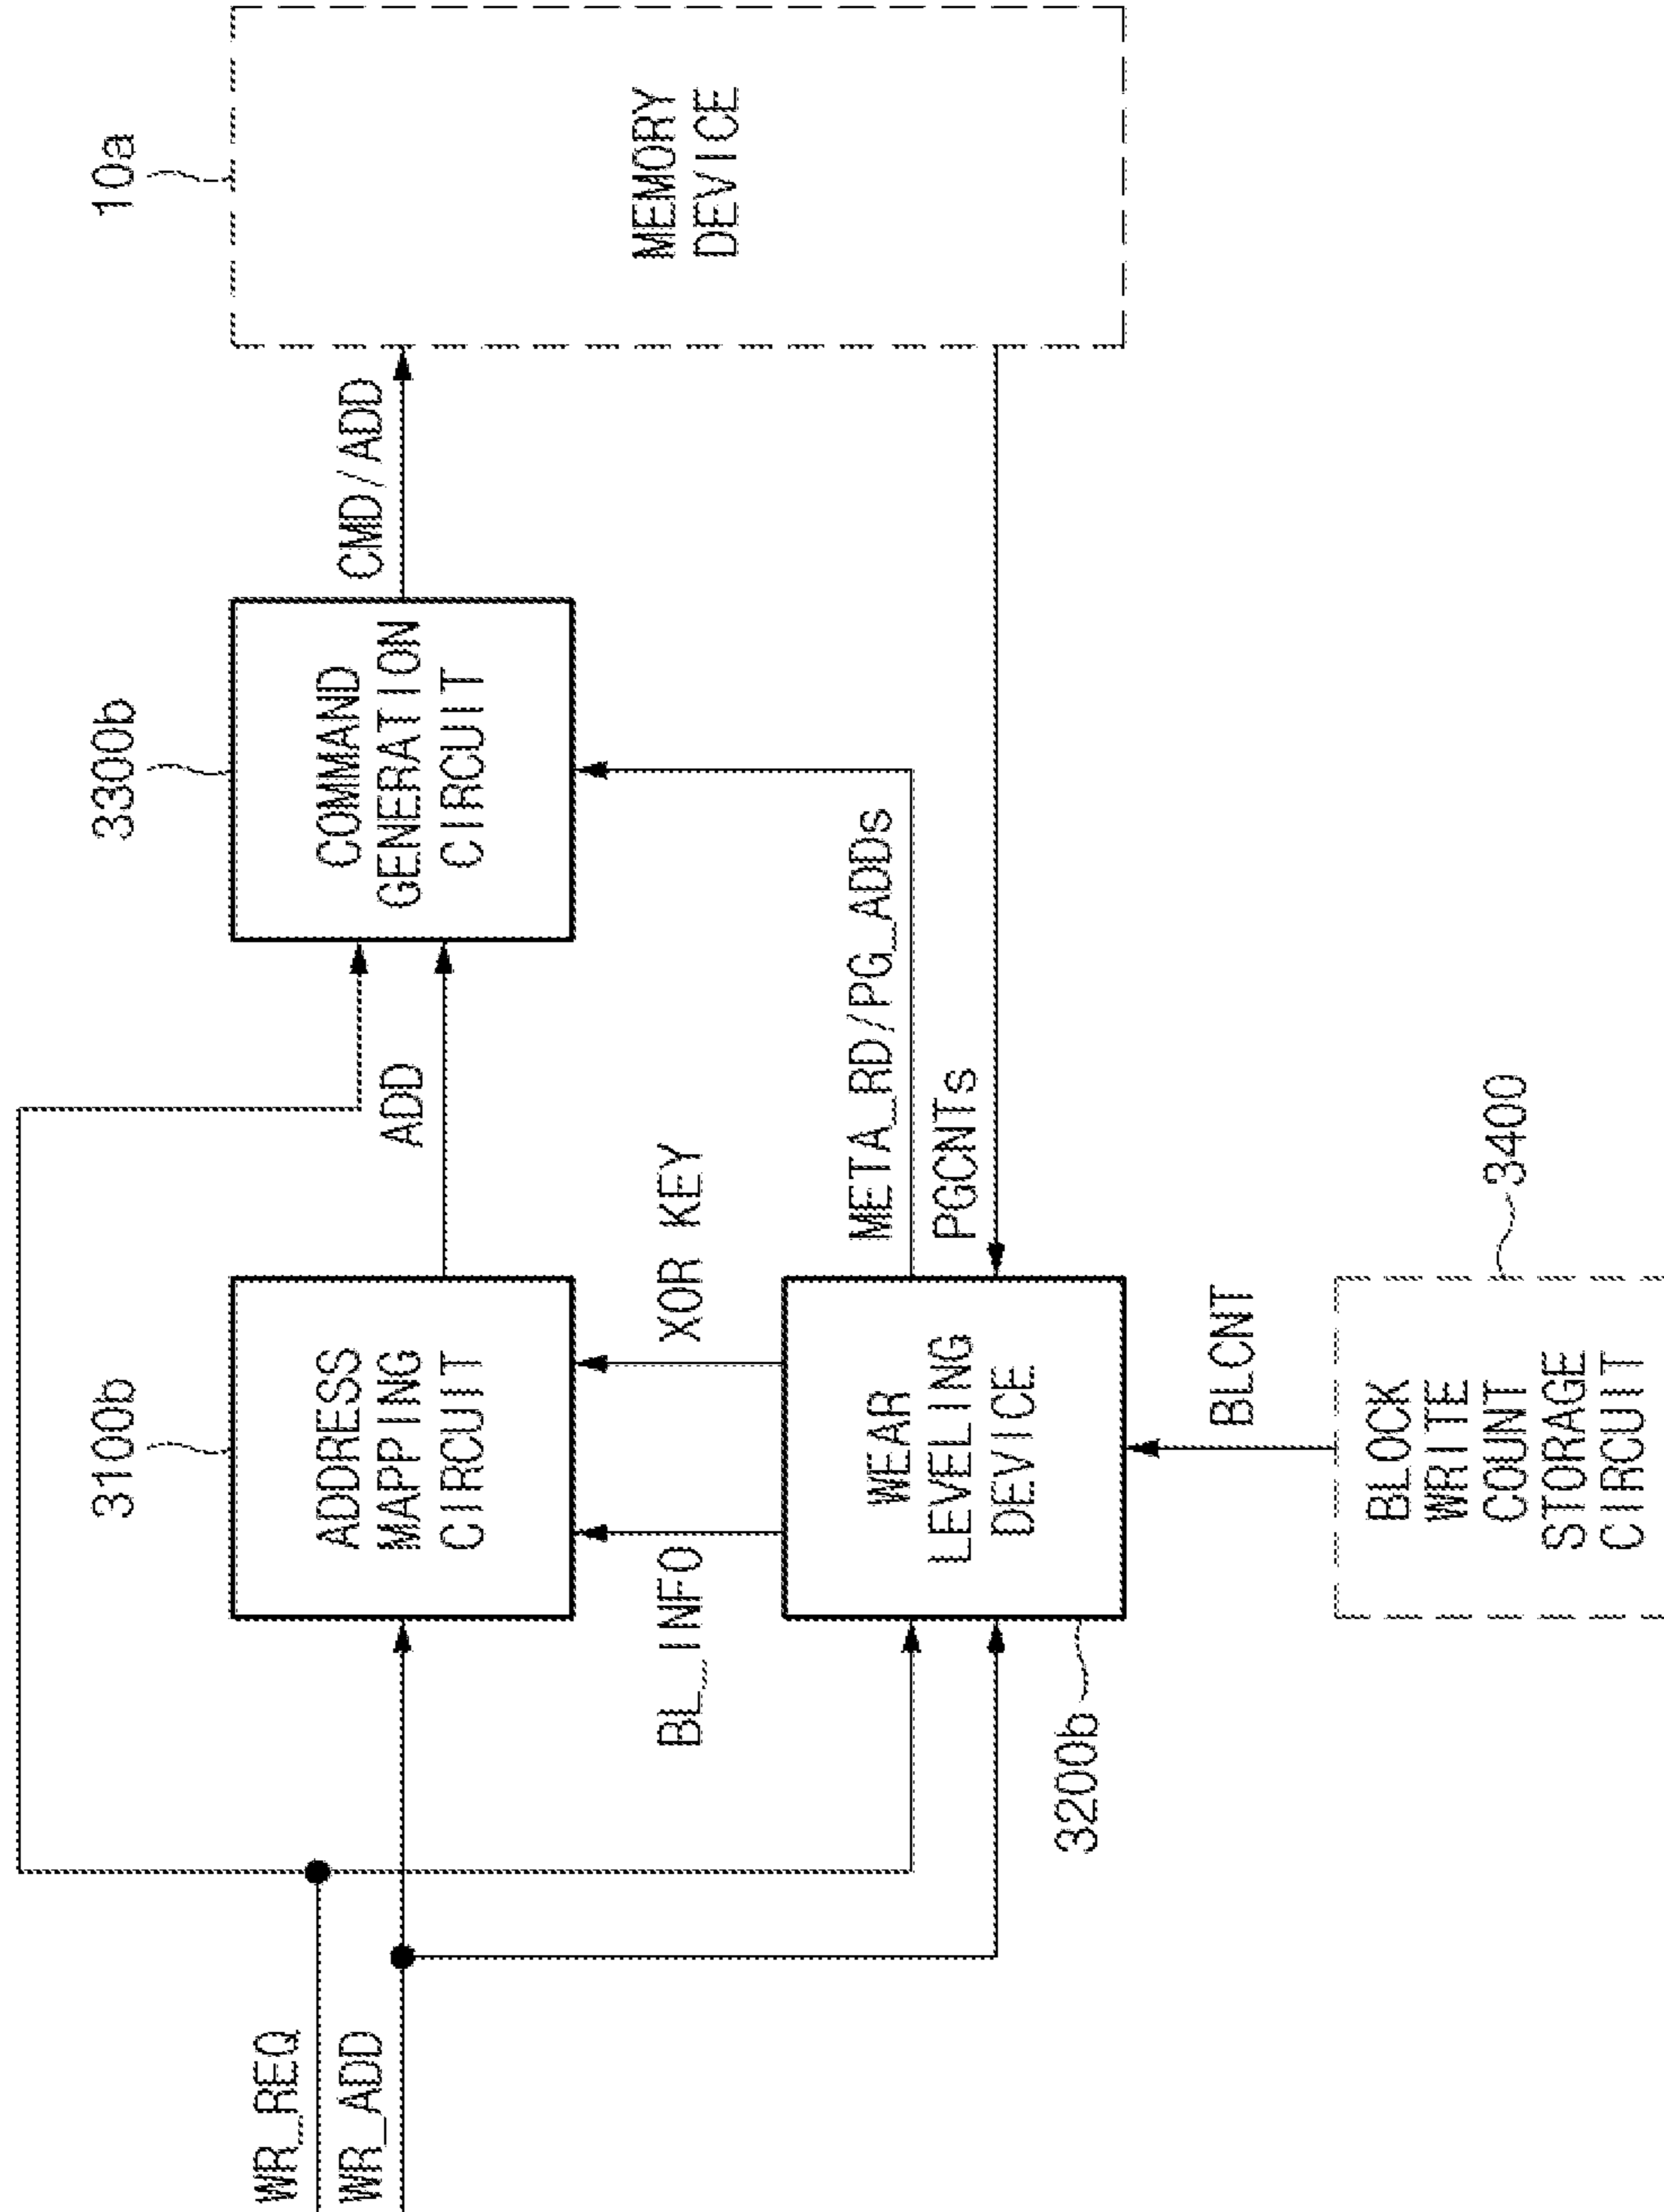 10a
3300b
3100b
MEMORY
DEVICE
CMD/ADD
COMMAND
GENERATION
CIRCUIT
ADD
ADDRESS
MAPPING
CIRCUIT
WR_REQ
WR_ADD
META_RD/PG_ADDs
PGCNTs
XOR KEY
BL_INFO
WEAR
LEVELING
DEVICE
3200b
BLCNT
3400
BLOCK
WRITE
COUNT
STORAGE
CIRCUIT